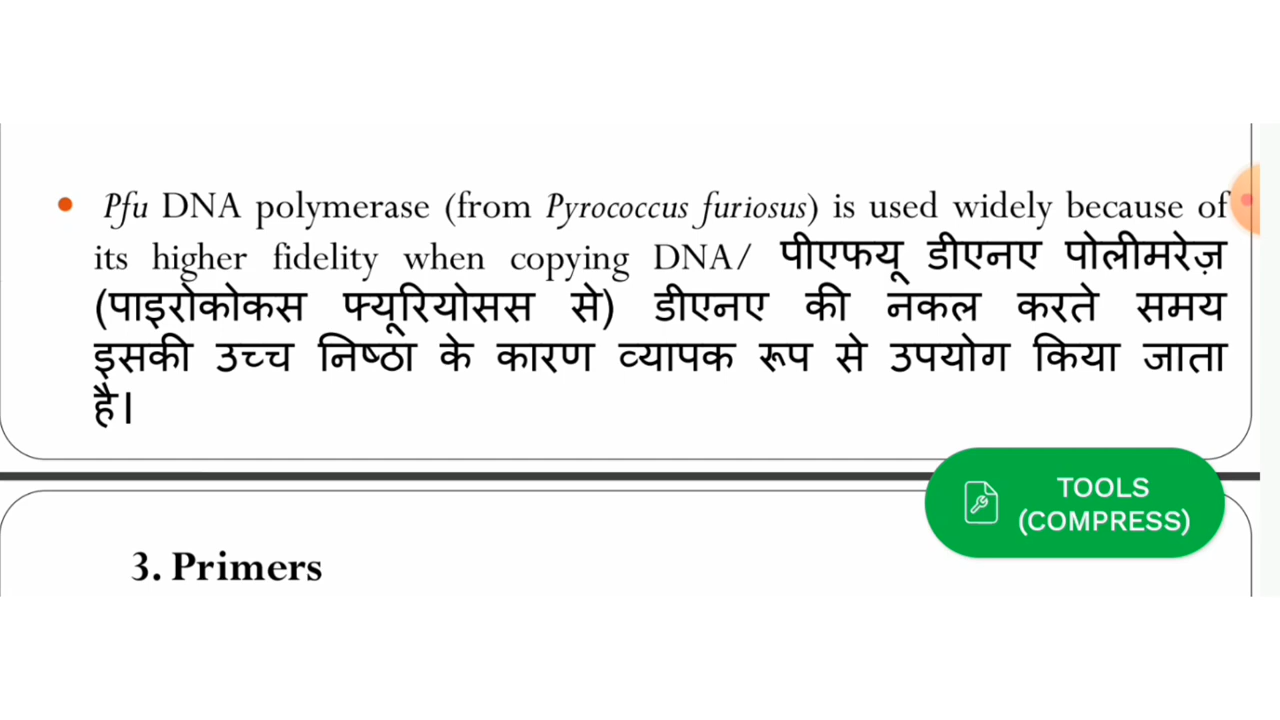 • Pfu DNA polymerase (from Pyrococcus furiosus) is used widely because of
its higher fidelity when copying DNA/ पीएफयू डीएनए पोलीमरेज़
(पाइरोकोकस फ्यूरियोसस से) डीएनए की नकल करते समय
इसकी उच्च निष्ठा के कारण व्यापक रूप से उपयोग किया जाता
है।
TOOLS
(COMPRESS)
3. Primers